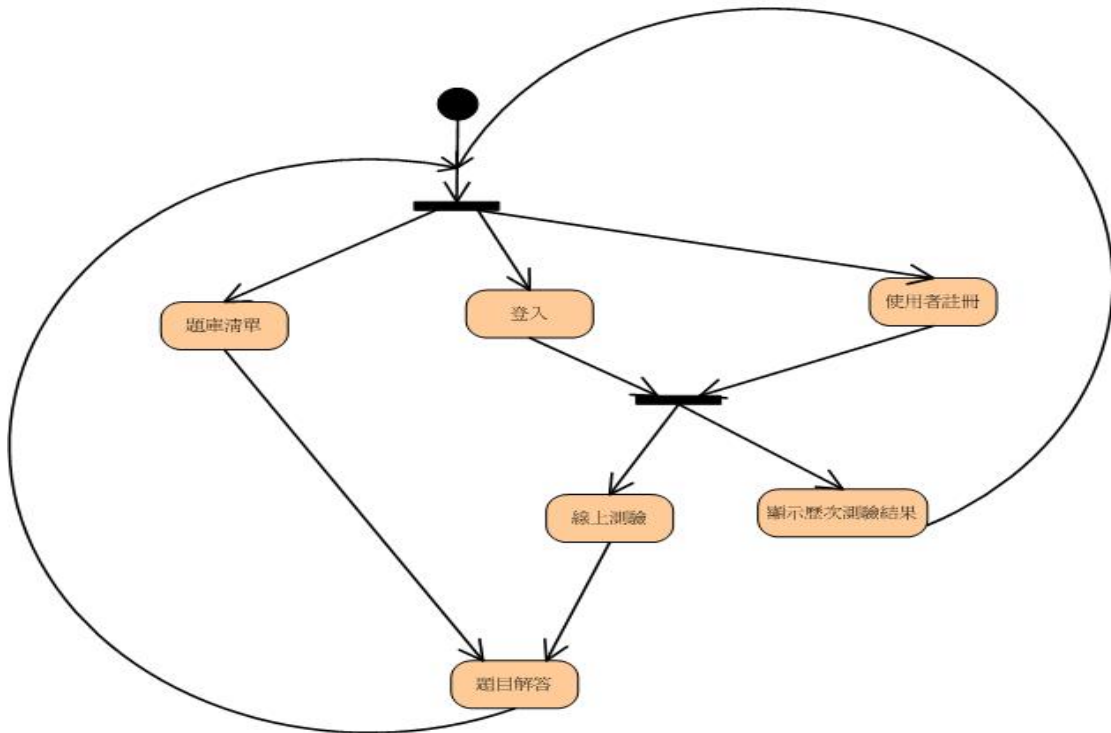 使用者註冊
題庫清單
登入
線上測驗
顯示歷次測驗結果
題目解答